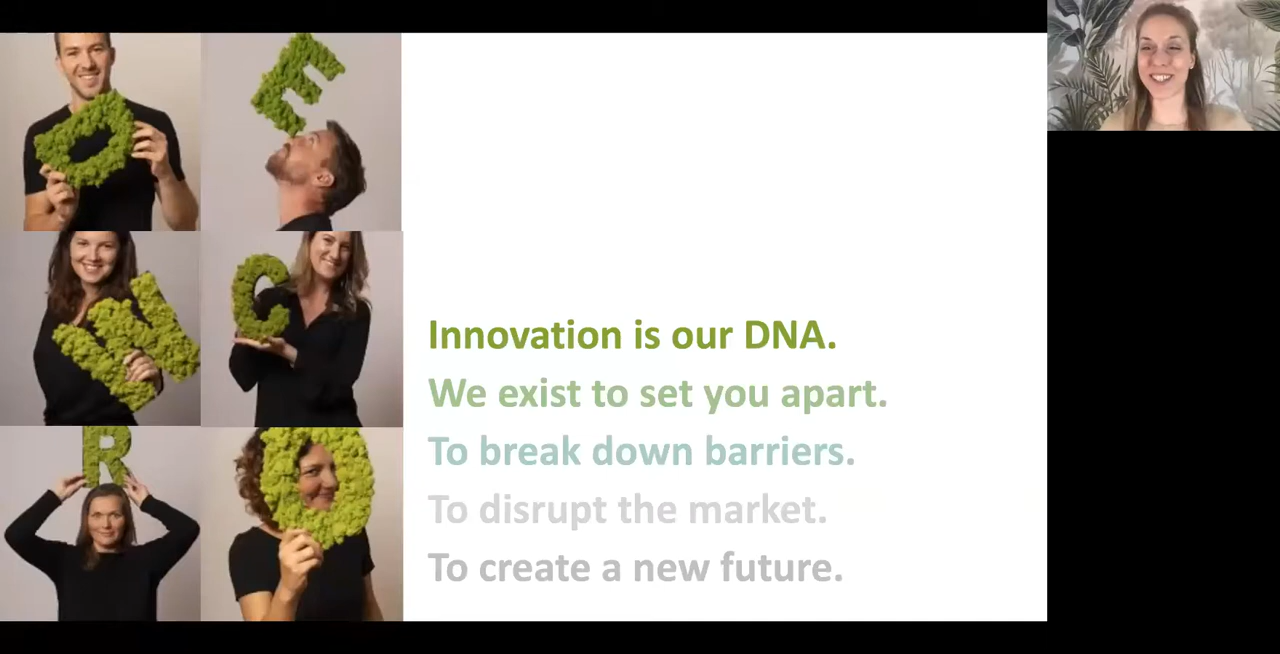 D E
N C
R O
Innovation is our DNA.
We exist to set you apart.
To break down barriers.
To disrupt the market.
To create a new future.